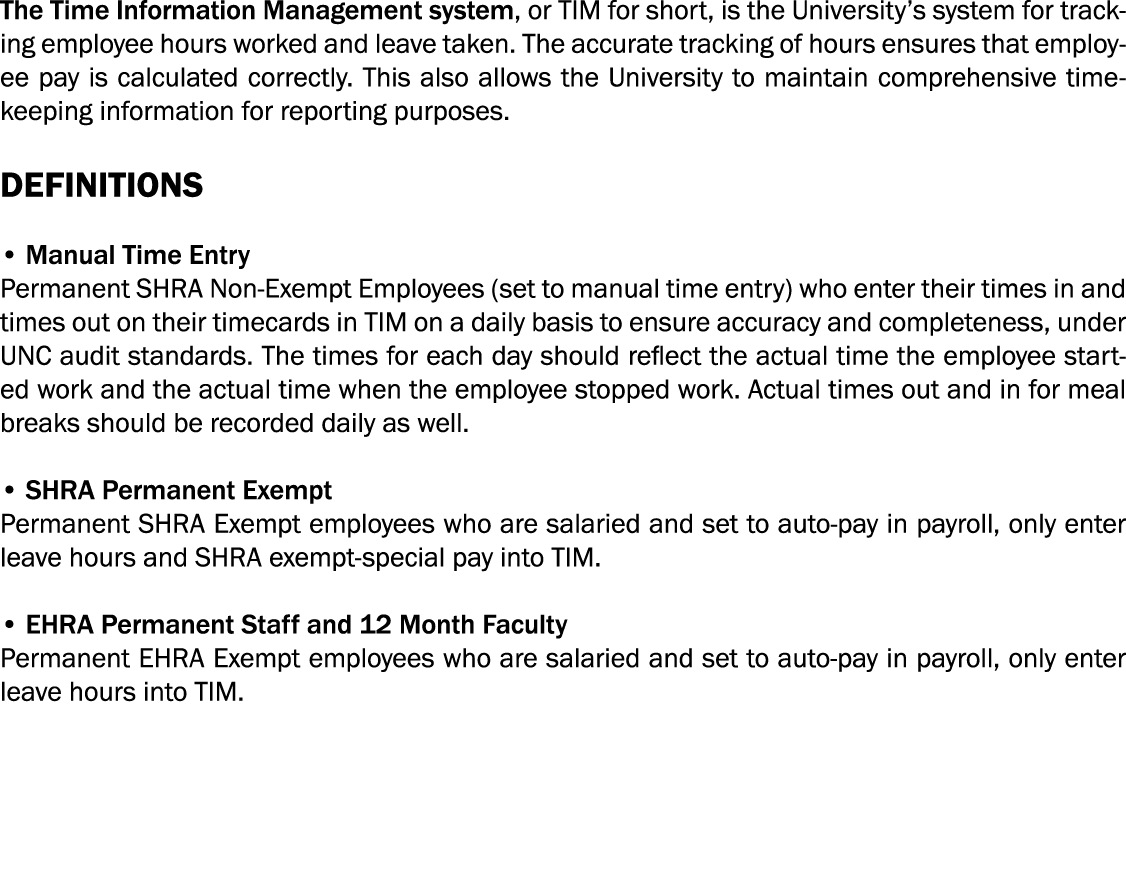 The Time Information Management system, or TIM for short, is the University’s system for track-
ing employee hours worked and leave taken. The accurate tracking of hours ensures that employ-
ee pay is calculated correctly. This also allows the University to maintain comprehensive time-
keeping information for reporting purposes.
DEFINITIONS
• Manual Time Entry
Permanent SHRA Non-Exempt Employees (set to manual time entry) who enter their times in and
times out on their timecards in TIM on a daily basis to ensure accuracy and completeness, under
UNC audit standards. The times for each day should reflect the actual time the employee start-
ed work and the actual time when the employee stopped work. Actual times out and in for meal
breaks should be recorded daily as well.
• SHRA Permanent Exempt
Permanent SHRA Exempt employees who are salaried and set to auto-pay in payroll, only enter
leave hours and SHRA exempt-special pay into TIM.
• EHRA Permanent Staff and 12 Month Faculty
Permanent EHRA Exempt employees who are salaried and set to auto-pay in payroll, only enter
leave hours into TIM.